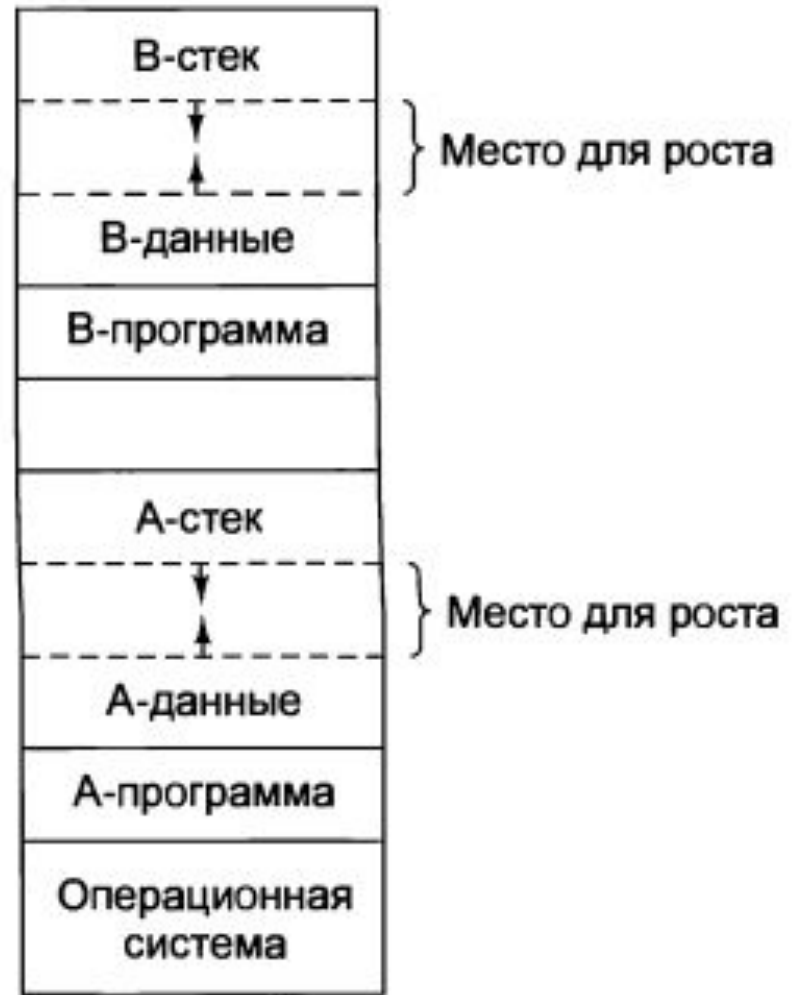 В-стек
Место для роста
В-данные
В-программа
А-стек
Место для роста
А-данные
А-программа
Операционная
система